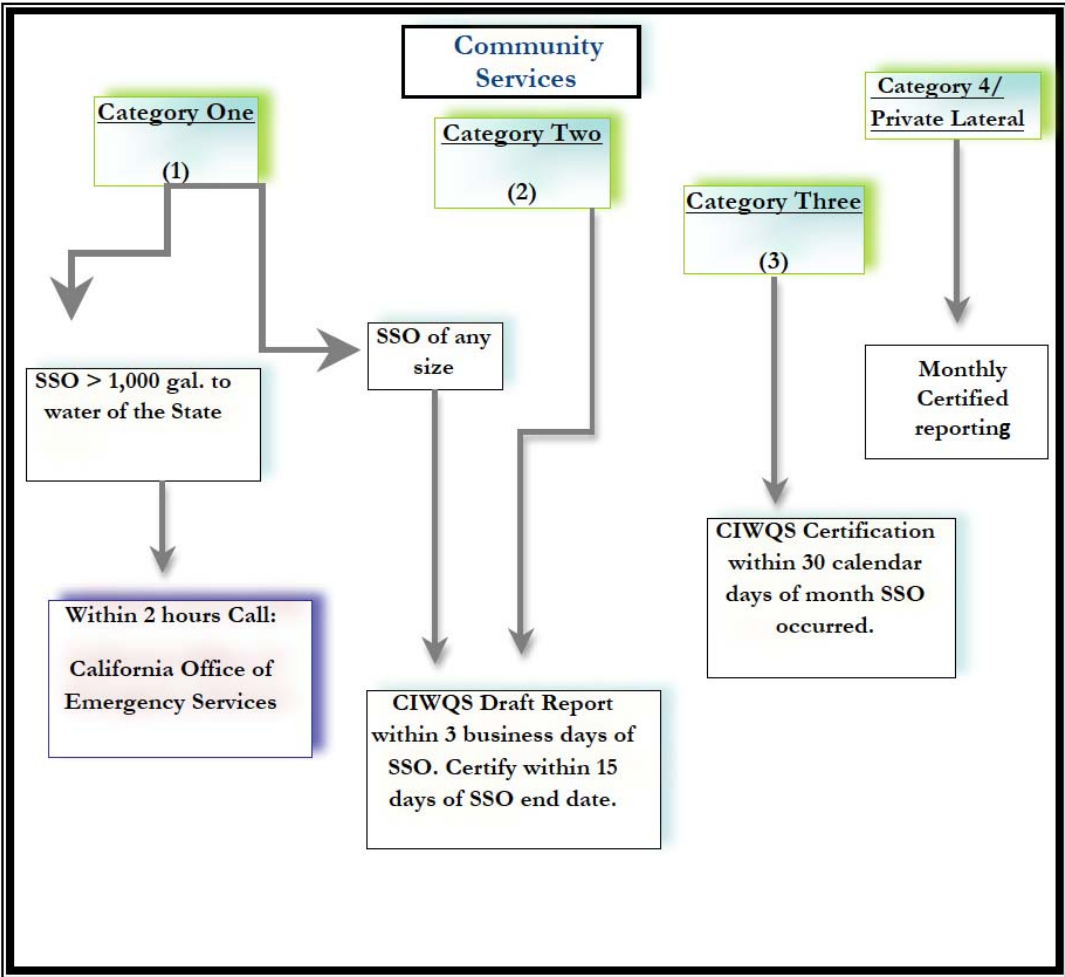 Community
Services
Category One
(1)
Category Two
(2)
Category Three
(3)
Category 4/
Private Lateral
SSO > 1,000 gal. to
water of the State
SSO of any
size
Monthly
Certified
reporting
Within 2 hours Call:
California Office of
Emergency Services
CIWQS Draft Report
within 3 business days of
SSO. Certify within 15
days of SSO end date.
CIWQS Certification
within 30 calendar
days of month SSO
occurred.